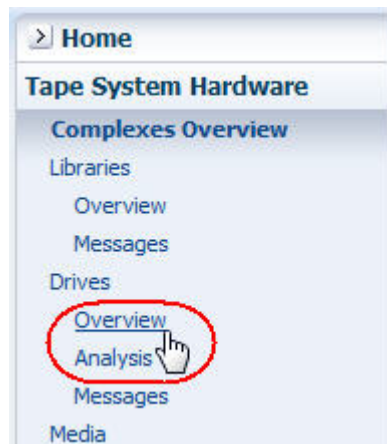 Home
Tape System Hardware
Complexes Overview
Libraries
Overview
Messages
Drives
Overview
Analysis
Messages
Media